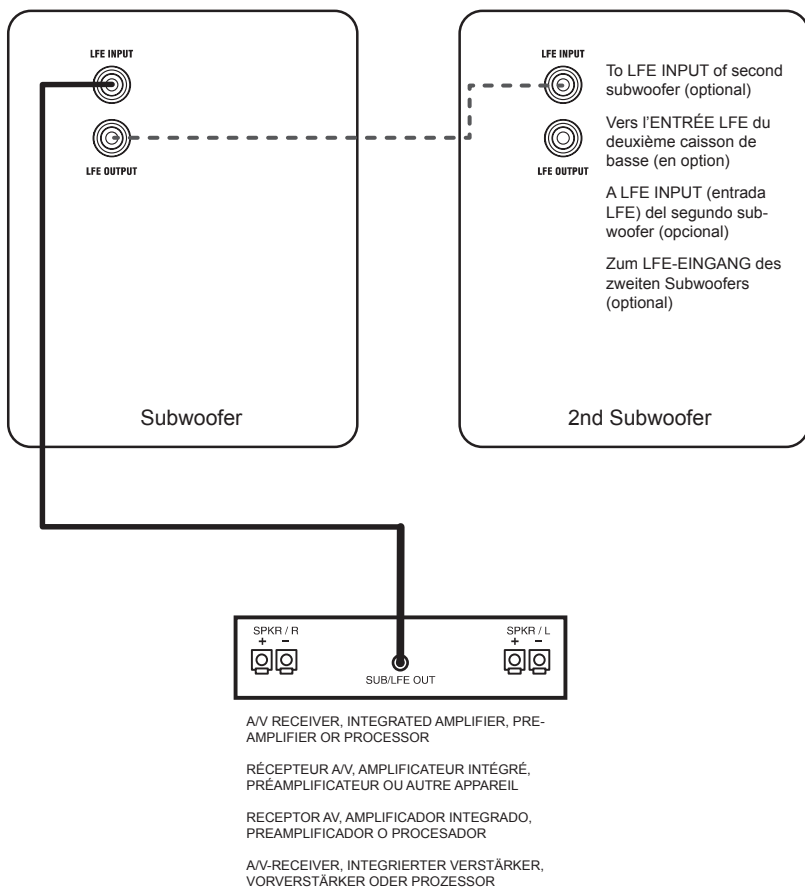 LFE INPUT
LFE OUTPUT
Subwoofer
LFE INPUT
LFE OUTPUT
To LFE INPUT of second
subwoofer (optional)
Vers l'ENTRÉE LFE du
deuxième caisson de
basse (en option)
A LFE INPUT (entrada
LFE) del segundo sub-
woofer (opcional)
Zum LFE-EINGANG des
zweiten Subwoofers
(optional)
2nd Subwoofer
SPKR / R
+ −
SUB/LFE OUT
SPKR / L
+ −
A/V RECEIVER, INTEGRATED AMPLIFIER, PRE-
AMPLIFIER OR PROCESSOR
RÉCEPTEUR A/V, AMPLIFICATEUR INTÉGRÉ,
PRÉAMPLIFICATEUR OU AUTRE APPAREIL
RECEPTOR AV, AMPLIFICADOR INTEGRADO,
PREAMPLIFICADOR O PROCESADOR
A/V-RECEIVER, INTEGRIERTER VERSTÄRKER,
VORVERSTÄRKER ODER PROZESSOR